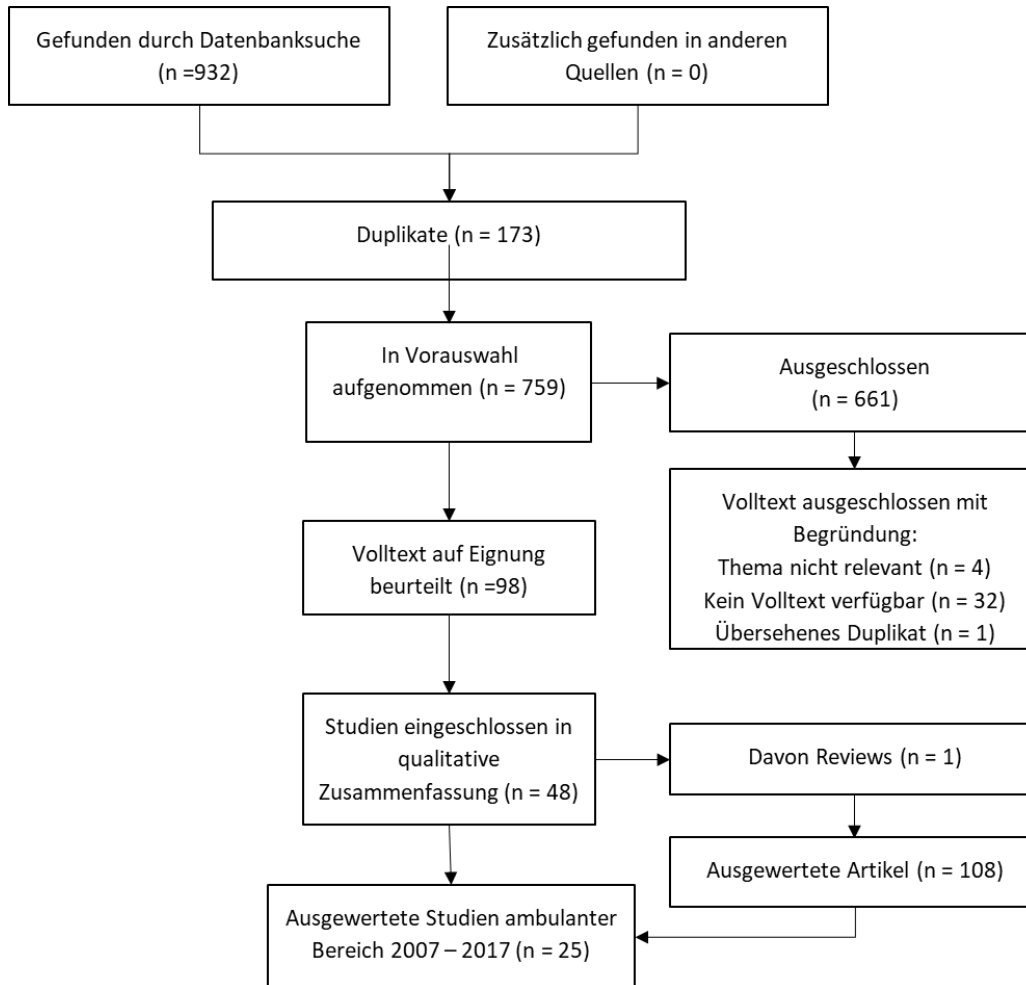 Gefunden durch Datenbanksuche
(n =932)
Zusätzlich gefunden in anderen
Quellen (n = 0)
Duplikate (n = 173)
In Vorauswahl
aufgenommen (n = 759)
Ausgeschlossen
(n = 661)
Volltext auf Eignung
beurteilt (n =98)
Volltext ausgeschlossen mit
Begründung:
Thema nicht relevant (n = 4)
Kein Volltext verfügbar (n = 32)
Übersehenes Duplikat (n = 1)
Studien eingeschlossen in
qualitative
Zusammenfassung (n = 48)
Davon Reviews (n = 1)
Ausgewertete Artikel (n = 108)
Ausgewertete Studien ambulanter
Bereich 2007 – 2017 (n = 25)